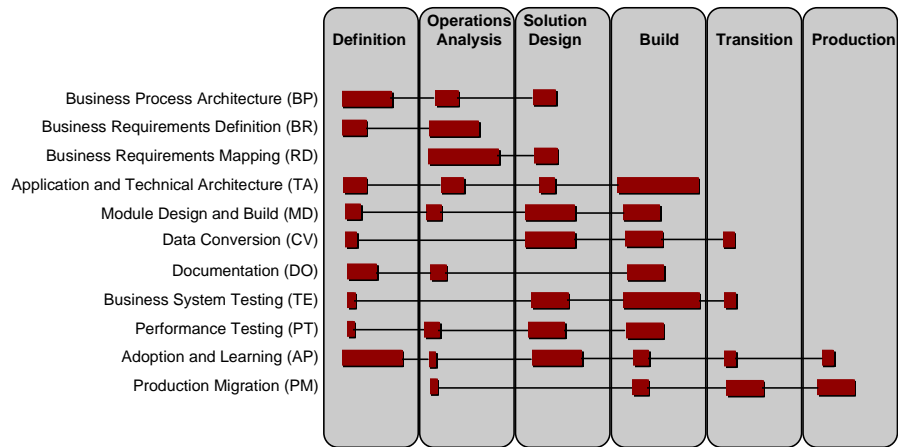 Definition
Operations
Analysis
Solution
Design
Build
Transition
Production
Business Process Architecture (BP)
Business Requirements Definition (BR)
Business Requirements Mapping (RD)
Application and Technical Architecture (TA)
Module Design and Build (MD)
Data Conversion (CV)
Documentation (DO)
Business System Testing (TE)
Performance Testing (PT)
Adoption and Learning (AP)
Production Migration (PM)